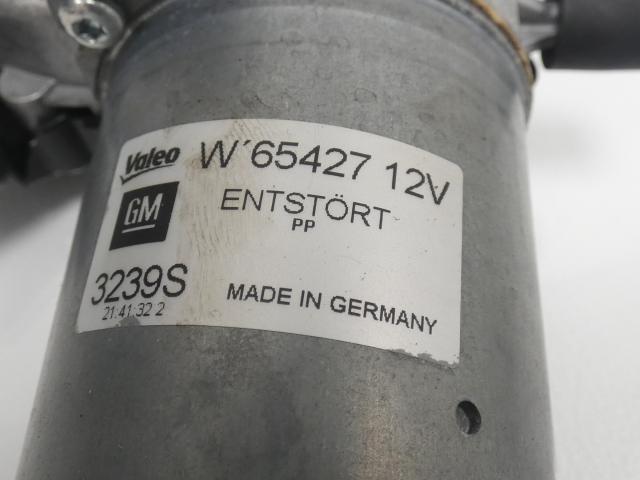 Valeo W´65427 12V
GM ENTSTÖRT
PP
3239S
21:41:32 2
MADE IN GERMANY